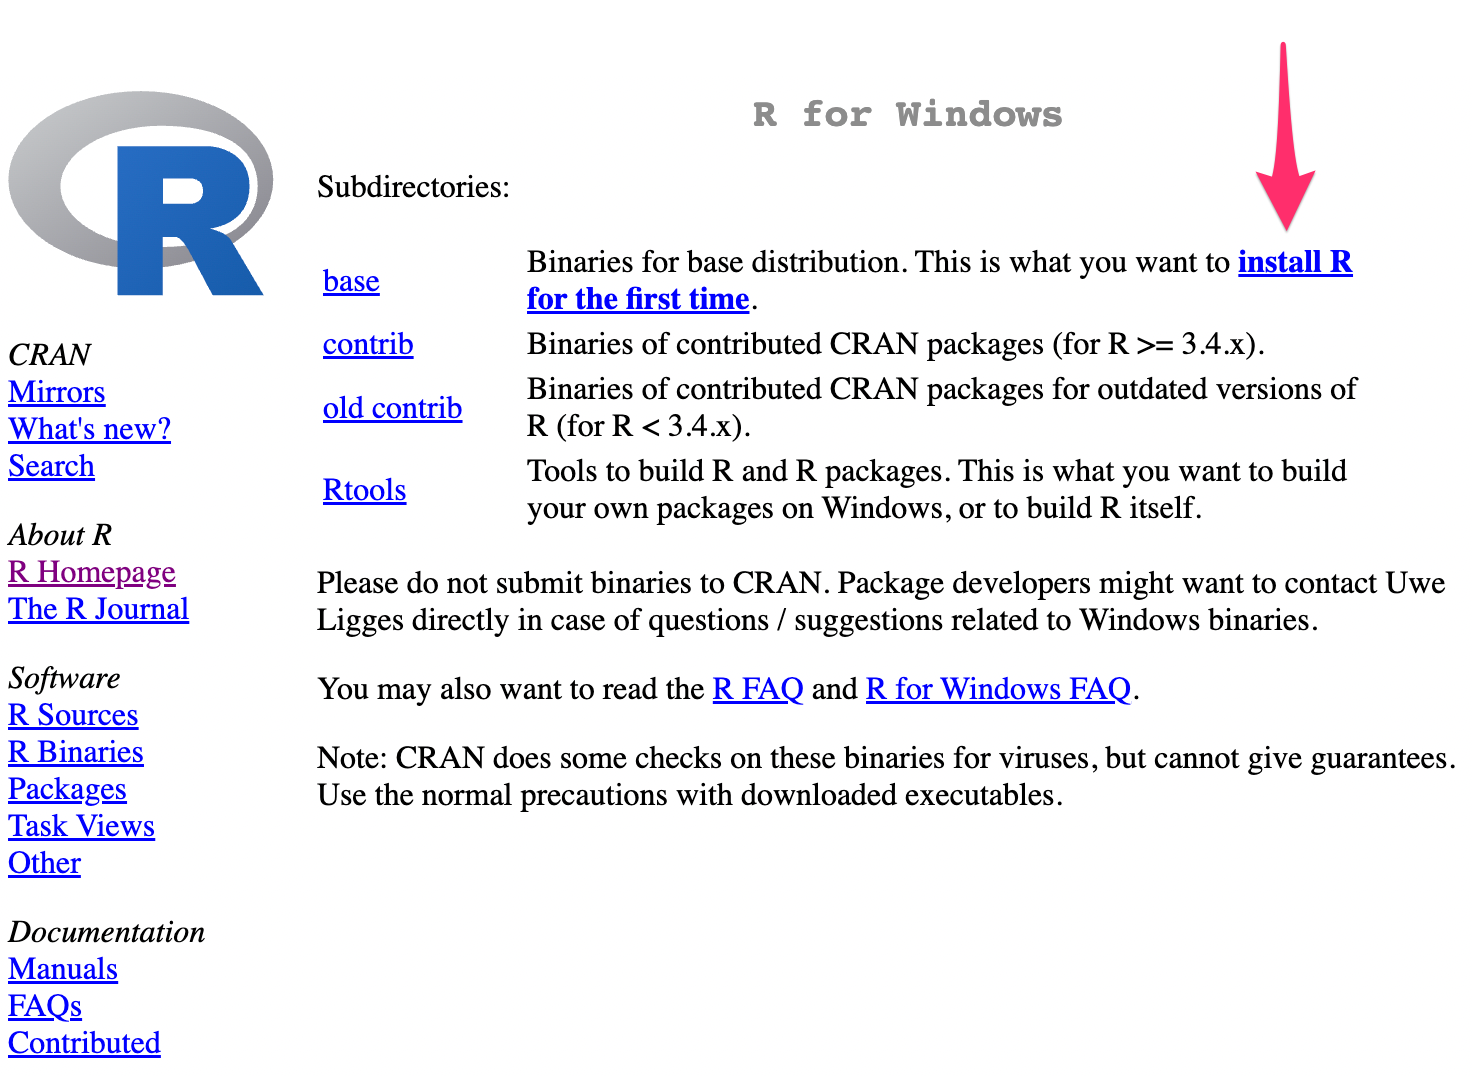 R
R for Windows
Subdirectories:
base
Binaries for base distribution. This is what you want to install R
for the first time.
contrib
Binaries of contributed CRAN packages (for R >= 3.4.x).
old contrib
Binaries of contributed CRAN packages for outdated versions of
R (for R < 3.4.x).
Rtools
Tools to build R and R packages. This is what you want to build
your own packages on Windows, or to build R itself.
Please do not submit binaries to CRAN. Package developers might want to contact Uwe
Ligges directly in case of questions / suggestions related to Windows binaries.
You may also want to read the R FAQ and R for Windows FAQ.
Note: CRAN does some checks on these binaries for viruses, but cannot give guarantees.
Use the normal precautions with downloaded executables.
CRAN
Mirrors
What's new?
Search
About R
R Homepage
The R Journal
Software
R Sources
R Binaries
Packages
Task Views
Other
Documentation
Manuals
FAQs
Contributed